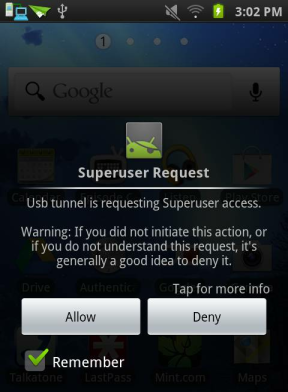 3:02 PM
1
Google
Superuser Request
Usb tunnel is requesting Superuser access.
Warning: If you did not initiate this action, or
if you do not understand this request, it's
generally a good idea to deny it.
Tap for more info
Allow
Deny
Remember
Drive
Authentic
Talkatone
LastPass
Mint.com
Maps